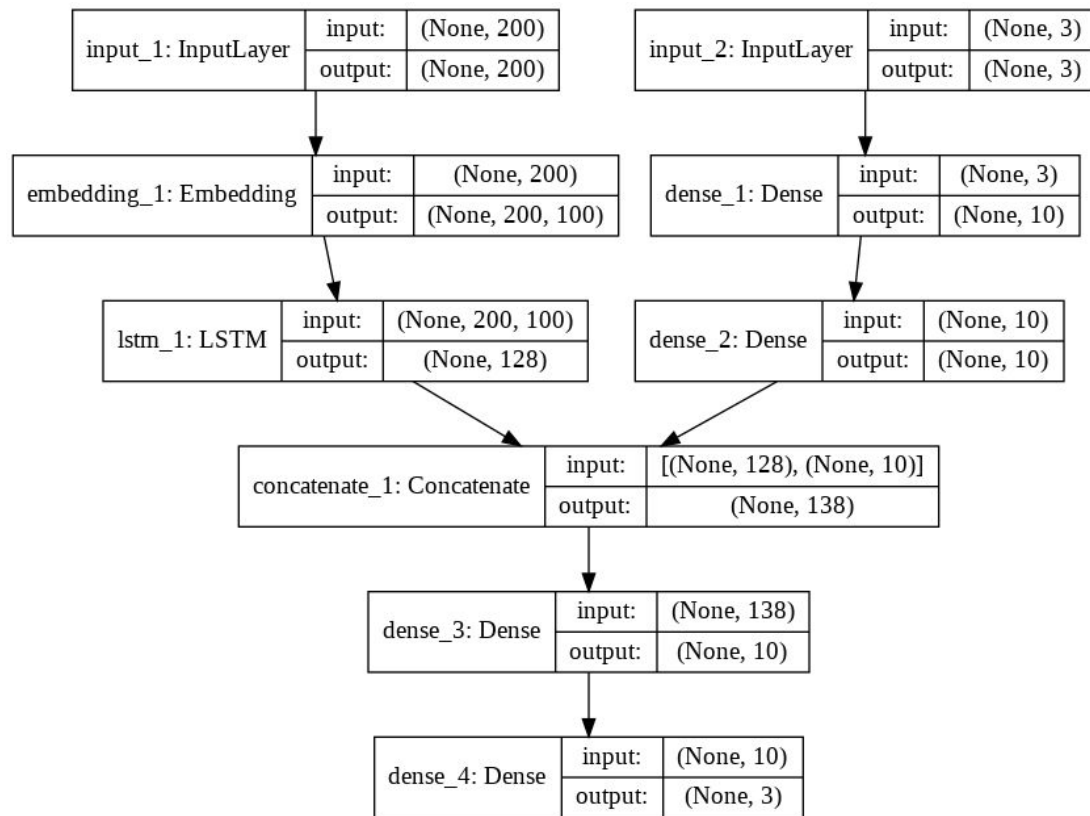 input_1: InputLayer
input: (None, 200)
output: (None, 200)
input_2: InputLayer
input: (None, 3)
output: (None, 3)
embedding_1: Embedding
input: (None, 200)
output: (None, 200, 100)
dense_1: Dense
input: (None, 3)
output: (None, 10)
lstm_1: LSTM
input: (None, 200, 100)
output: (None, 128)
dense_2: Dense
input: (None, 10)
output: (None, 10)
concatenate_1: Concatenate
input: [(None, 128), (None, 10)]
output: (None, 138)
dense_3: Dense
input: (None, 138)
output: (None, 10)
dense_4: Dense
input: (None, 10)
output: (None, 3)